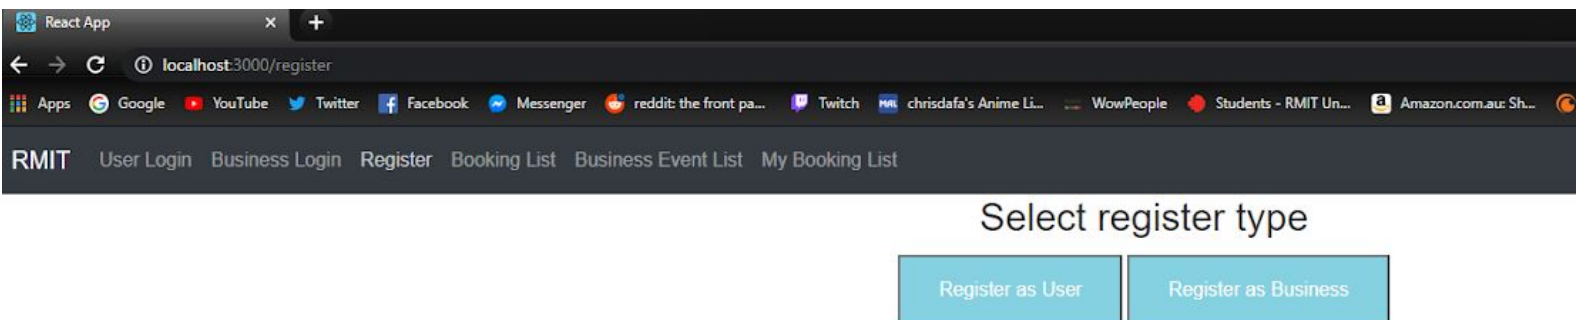 React App
localhost:3000/register
Apps Google YouTube Twitter Facebook Messenger reddit: the front pa... Twitch MAL chrisdafa's Anime Li... WowPeople Students - RMIT Un... a Amazon.com.au: Sh...
RMIT User Login Business Login Register Booking List Business Event List My Booking List
Select register type
Register as User Register as Business